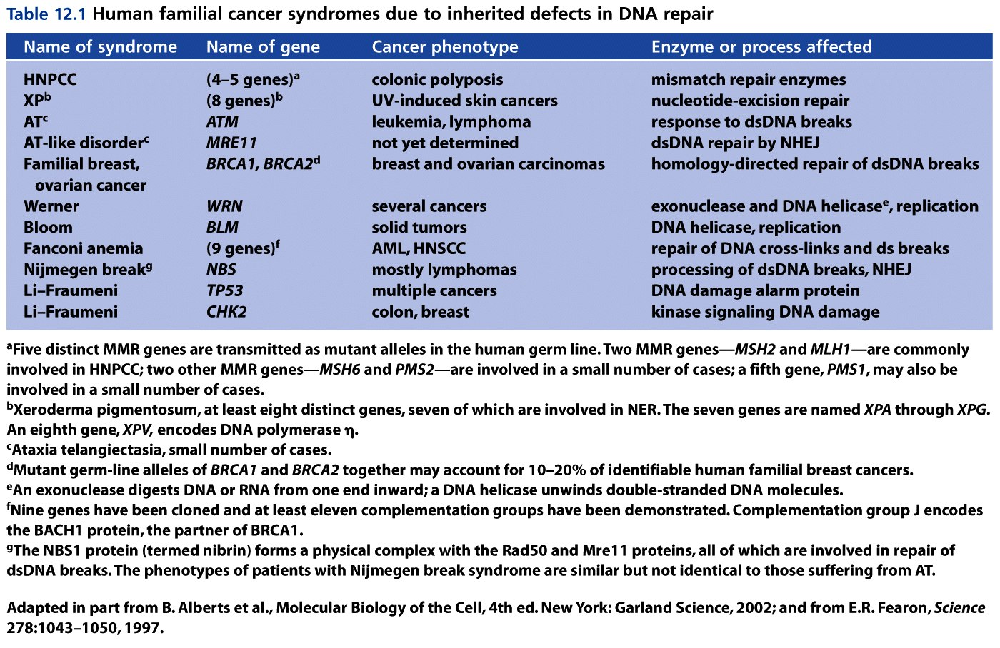 Table 12.1 Human familial cancer syndromes due to inherited defects in DNA repair
Name of syndrome Name of gene Cancer phenotype Enzyme or process affected
HNPCC (4–5 genes)a colonic polyposis mismatch repair enzymes
XPb (8 genes)b UV-induced skin cancers nucleotide-excision repair
ATc ATM leukemia, lymphoma response to dsDNA breaks
AT-like disorderc MRE11 not yet determined dsDNA repair by NHEJ
Familial breast, BRCA1, BRCA2d breast and ovarian carcinomas homology-directed repair of dsDNA breaks
ovarian cancer
Werner WRN several cancers exonuclease and DNA helicasee, replication
Bloom BLM solid tumors DNA helicase, replication
Fanconi anemia (9 genes)f AML, HNSCC repair of DNA cross-links and ds breaks
Nijmegen breakg NBS mostly lymphomas processing of dsDNA breaks, NHEJ
Li–Fraumeni TP53 multiple cancers DNA damage alarm protein
Li–Fraumeni CHK2 colon, breast kinase signaling DNA damage
aFive distinct MMR genes are transmitted as mutant alleles in the human germ line. Two MMR genes—MSH2 and MLH1—are commonly
involved in HNPCC; two other MMR genes—MSH6 and PMS2—are involved in a small number of cases; a fifth gene, PMS1, may also be
involved in a small number of cases.
bXeroderma pigmentosum, at least eight distinct genes, seven of which are involved in NER. The seven genes are named XPA through XPG.
An eighth gene, XPV, encodes DNA polymerase η.
cAtaxia telangiectasia, small number of cases.
dMutant germ-line alleles of BRCA1 and BRCA2 together may account for 10–20% of identifiable human familial breast cancers.
eAn exonuclease digests DNA or RNA from one end inward; a DNA helicase unwinds double-stranded DNA molecules.
fNine genes have been cloned and at least eleven complementation groups have been demonstrated. Complementation group J encodes
the BACH1 protein, the partner of BRCA1.
gThe NBS1 protein (termed nibrin) forms a physical complex with the Rad50 and Mre11 proteins, all of which are involved in repair of
dsDNA breaks. The phenotypes of patients with Nijmegen break syndrome are similar but not identical to those suffering from AT.
Adapted in part from B. Alberts et al., Molecular Biology of the Cell, 4th ed. New York: Garland Science, 2002; and from E.R. Fearon, Science
278:1043–1050, 1997.